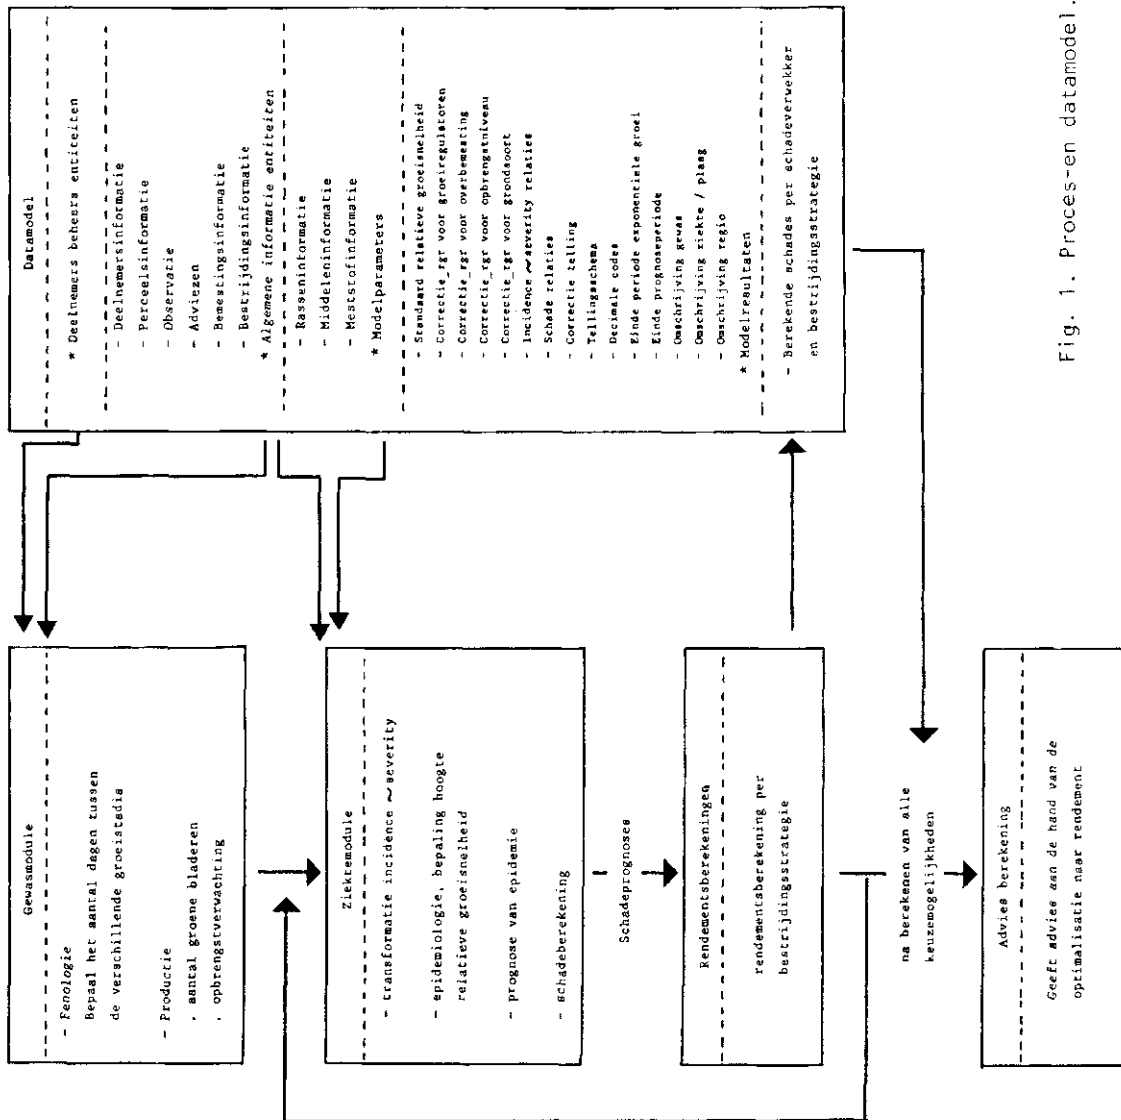 Gewasmodule
- Fenologie
Bepaal het aantal dagen tussen
de verschillende groeistadia
- Productie
. aantal groene bladeren
. opbrengstverwachting
Ziektemodule
- transformatie incidence ~ severity
- epidemiologie, bepaling hoogte
relatieve groeisnelheid
- prognose van epidemie
- schadeberekening
Schadeprognoses
Rendementsberekeningen
rendementsberekening per
bestrijdingsstrategie
na berekenen van alle
keuzemogelijkheden
Advies berekening
Geeft advies aan de hand van de
optimalisatie naar rendement
Datamodel
* Deelnemers beheers entiteiten
- Deelnemersinformatie
- Perceelsinformatie
- Observatie
- Adviezen
- Bemestingsinformatie
- Bestrijdingsinformatie
* Algemene informatie entiteiten
- Rasseninformatie
- Middeleninformatie
- Meststofinformatie
* Modelparameters
- Standaard relatieve groeisnelheid
- Correctie_rgr voor groeiregulatoren
- Correctie_rgr voor overbemesting
- Correctie_rgr voor opbrengstniveau
- Correctie_rgr voor grondsoort
- Incidence ~ severity relaties
- Schade relaties
- Correctie telling
- Tellingsschema
- Decimale codes
- Einde periode exponentiele groei
- Einde prognoseperiode
- Omschrijving gewas
- Omschrijving ziekte / plaag
- Omschrijving regio
* Modelresultaten
- Berekende schades per schadeverwekker
en bestrijdingsstrategie
Fig. 1. Proces-en datamodel.